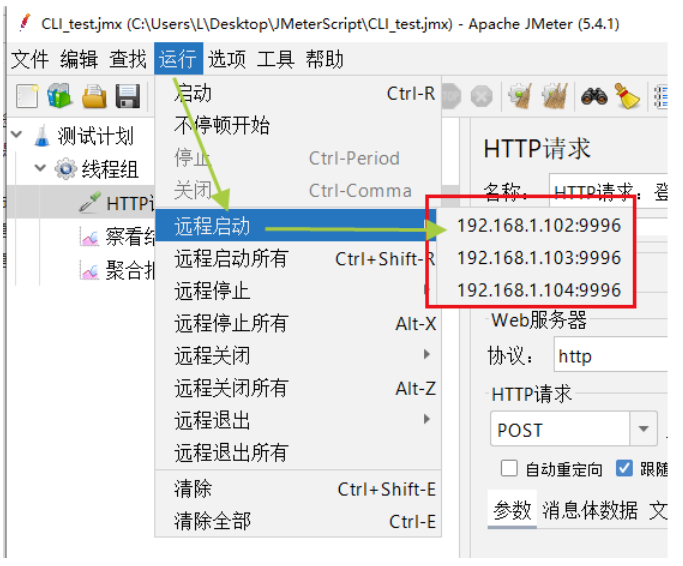 CLI_test.jmx (C:\Users\L\Desktop\JMeterScript\CLI_test.jmx) - Apache JMeter (5.4.1)
文件 编辑 查找 运行 选项 工具 帮助
启动 Ctrl-R
不停顿开始
停止 Ctrl-Period
关闭 Ctrl-Comma
远程启动
远程启动所有 Ctrl+Shift-R
远程停止
远程停止所有 Alt-X
远程关闭
远程关闭所有 Alt-Z
远程退出
远程退出所有
清除 Ctrl+Shift-E
清除全部 Ctrl-E
192.168.1.102:9996
192.168.1.103:9996
192.168.1.104:9996
测试计划
线程组
HTTP
察看
聚合
HTTP请求
名称： HTTP请求：登
Web服务器
协议： http
HTTP请求
POST
自动重定向 跟随
参数 消息体数据 文